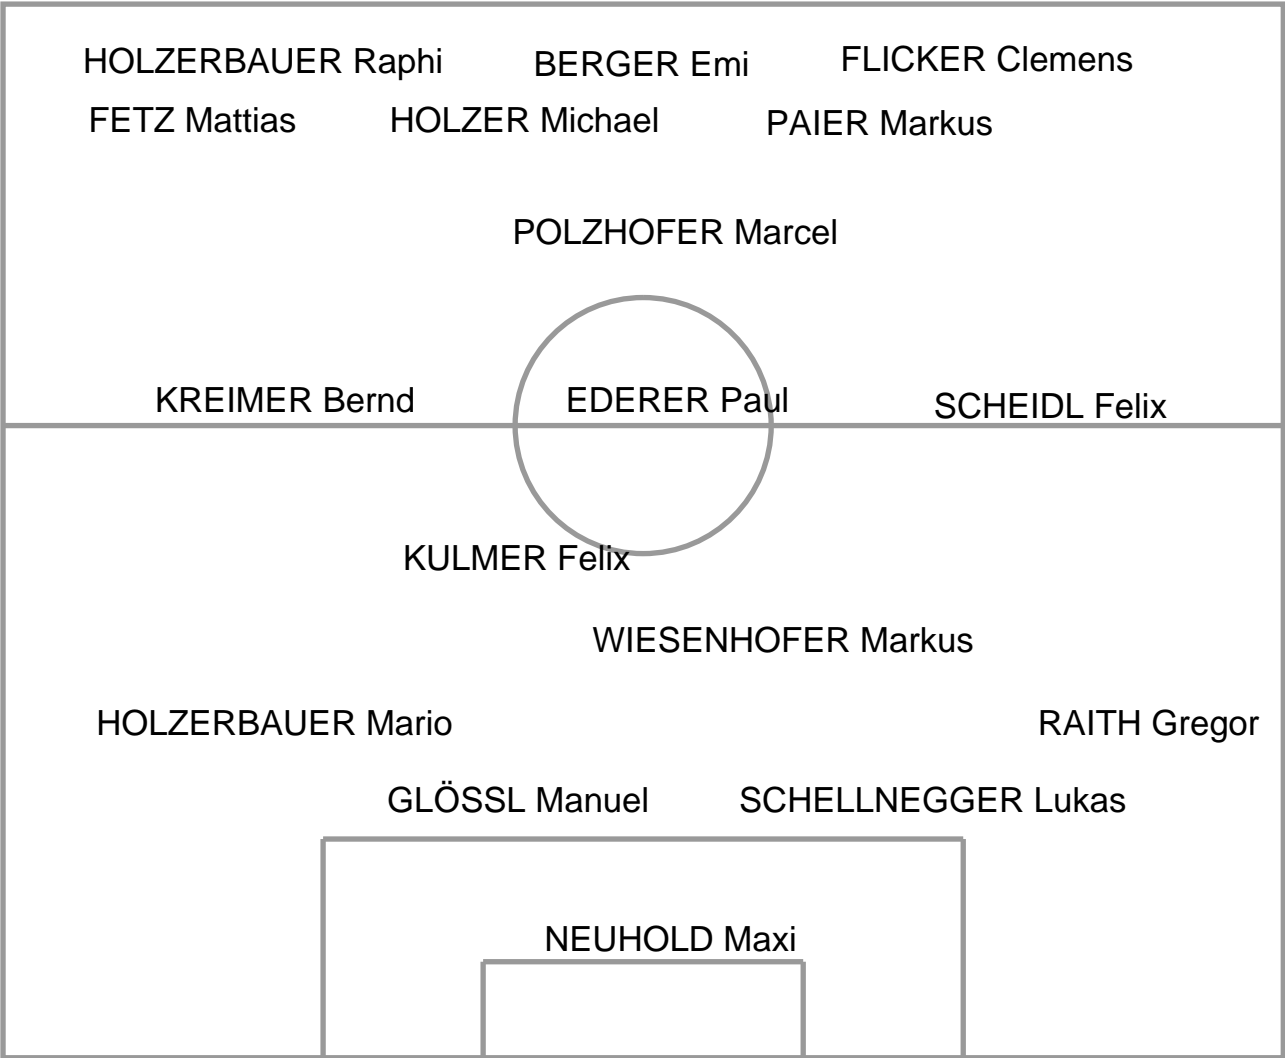 HOLZERBAUER Raphi BERGER Emi FLICKER Clemens
FETZ Mattias HOLZER Michael PAIER Markus
POLZHOFER Marcel
KREIMER Bernd EDERER Paul SCHEIDL Felix
KULMER Felix
WIESENHOFER Markus
HOLZERBAUER Mario RAITH Gregor
GLÖSSL Manuel SCHELLNEGGER Lukas
NEUHOLD Maxi